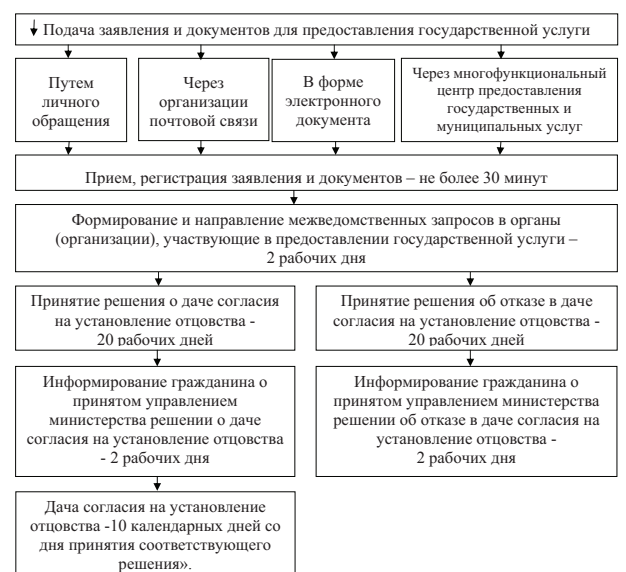 Подача заявления и документов для предоставления государственной услуги
Путем
личного
обращения
Через
организации
почтовой связи
В форме
электронного
документа
Через многофункциональный
центр предоставления
государственных и
муниципальных услуг
Прием, регистрация заявления и документов – не более 30 минут
Формирование и направление межведомственных запросов в органы
(организации), участвующие в предоставлении государственной услуги –
2 рабочих дня
Принятие решения о даче согласия
на установление отцовства -
20 рабочих дней
Принятие решения об отказе в даче
согласия на установление отцовства -
20 рабочих дней
Информирование гражданина о
принятом управлением
министерства решении о даче
согласия на установление отцовства
- 2 рабочих дня
Информирование гражданина о
принятом управлением министерства
решении об отказе в даче согласия на
установление отцовства -
2 рабочих дня
Дача согласия на установление
отцовства -10 календарных дней со
дня принятия соответствующего
решения».